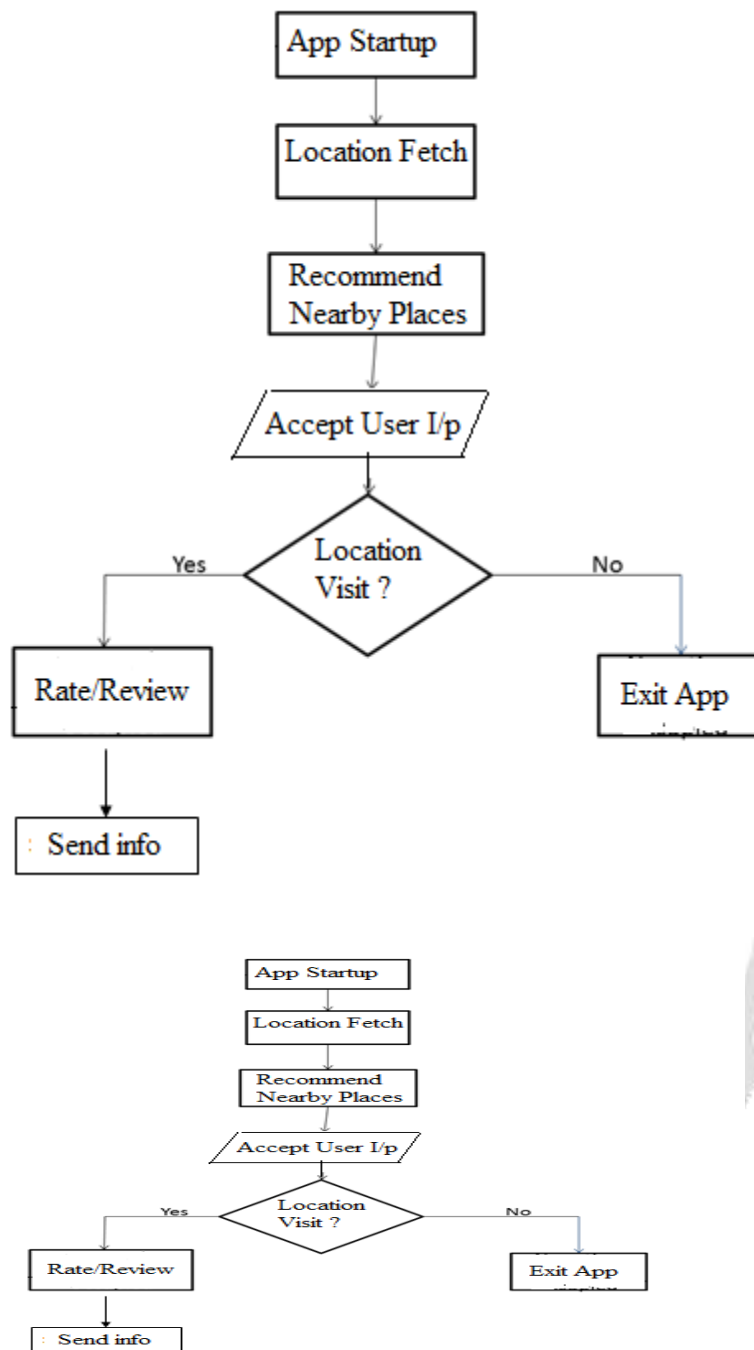 App Startup
Location Fetch
Recommend
Nearby Places
Accept User I/p
Location
Visit ?
Yes
No
Rate/Review
Exit App
: Send info
App Startup
Location Fetch
Recommend
Nearby Places
Accept User I/p
Location
Visit ?
Yes
No
Rate/Review
Exit App
: Send info